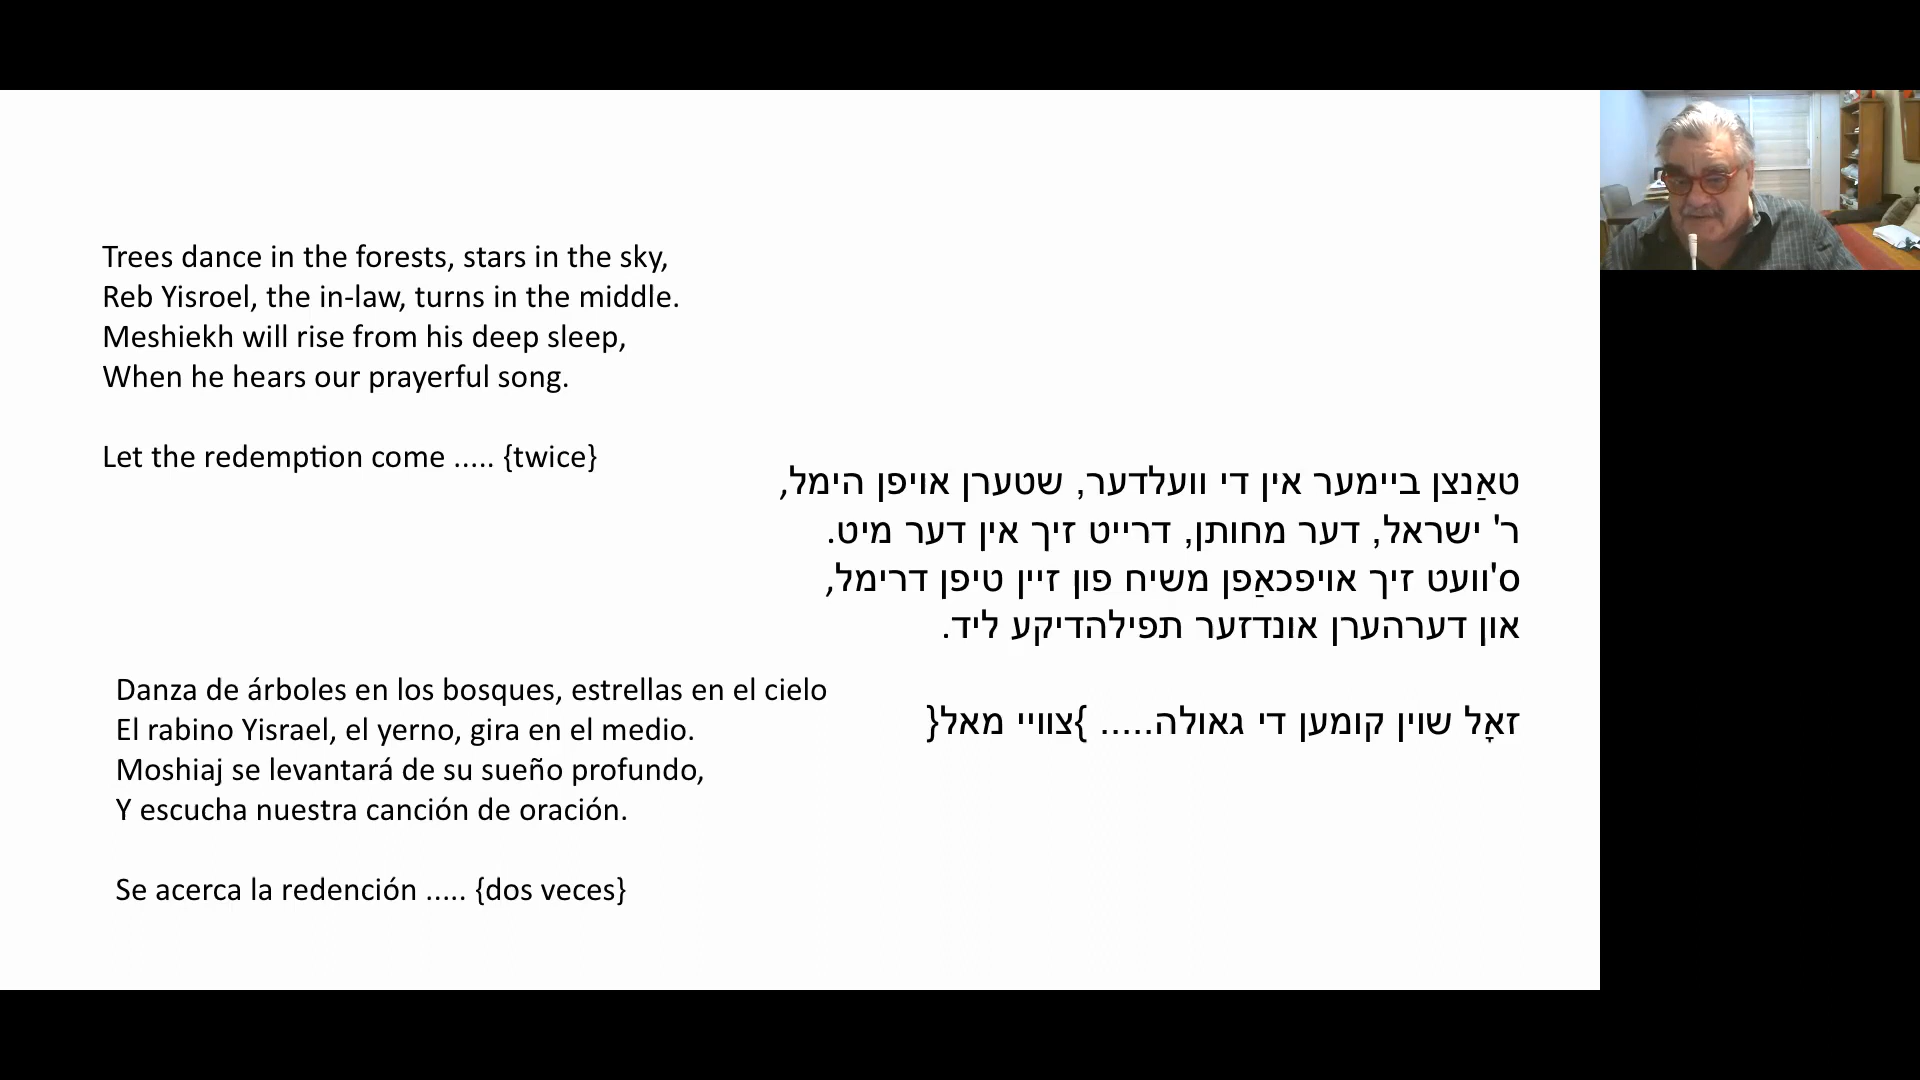 Trees dance in the forests, stars in the sky,
Reb Yisroel, the in-law, turns in the middle.
Meshiekh will rise from his deep sleep,
When he hears our prayerful song.
Let the redemption come ..... {twice}
טאַנצן ביימער אין די וועלדער, שטערן אויפן הימל,
ר' ישראל, דער מחותן, דרייט זיך אין דער מיט.
ס'וועט זיך אויפכאַפן משיח פון זיין טיפן דרימל,
און דערהערן אונדזער תפילהדיקע ליד.
זאָל שוין קומען די גאולה..... {צוויי מאל}
Danza de árboles en los bosques, estrellas en el cielo
El rabino Yisrael, el yerno, gira en el medio.
Moshiaj se levantará de su sueño profundo,
Y escucha nuestra canción de oración.
Se acerca la redención ..... {dos veces}